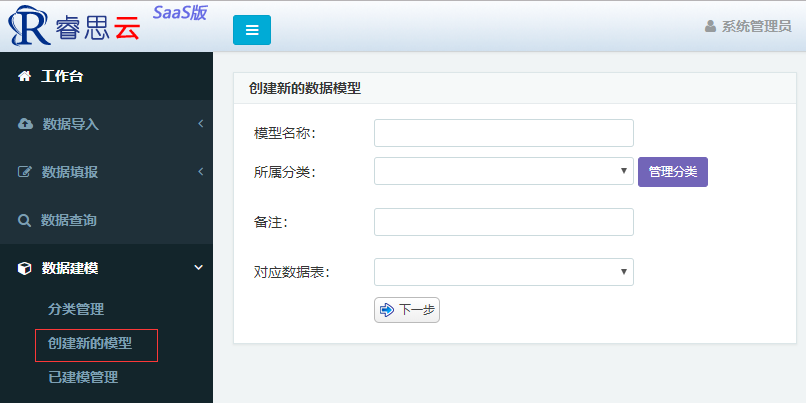 睿思云 SaaS版
系统管理员
工作台
数据导入
数据填报
数据查询
数据建模
分类管理
创建新的模型
已建模管理
创建新的数据模型
模型名称：
所属分类：
管理分类
备注：
对应数据表：
下一步